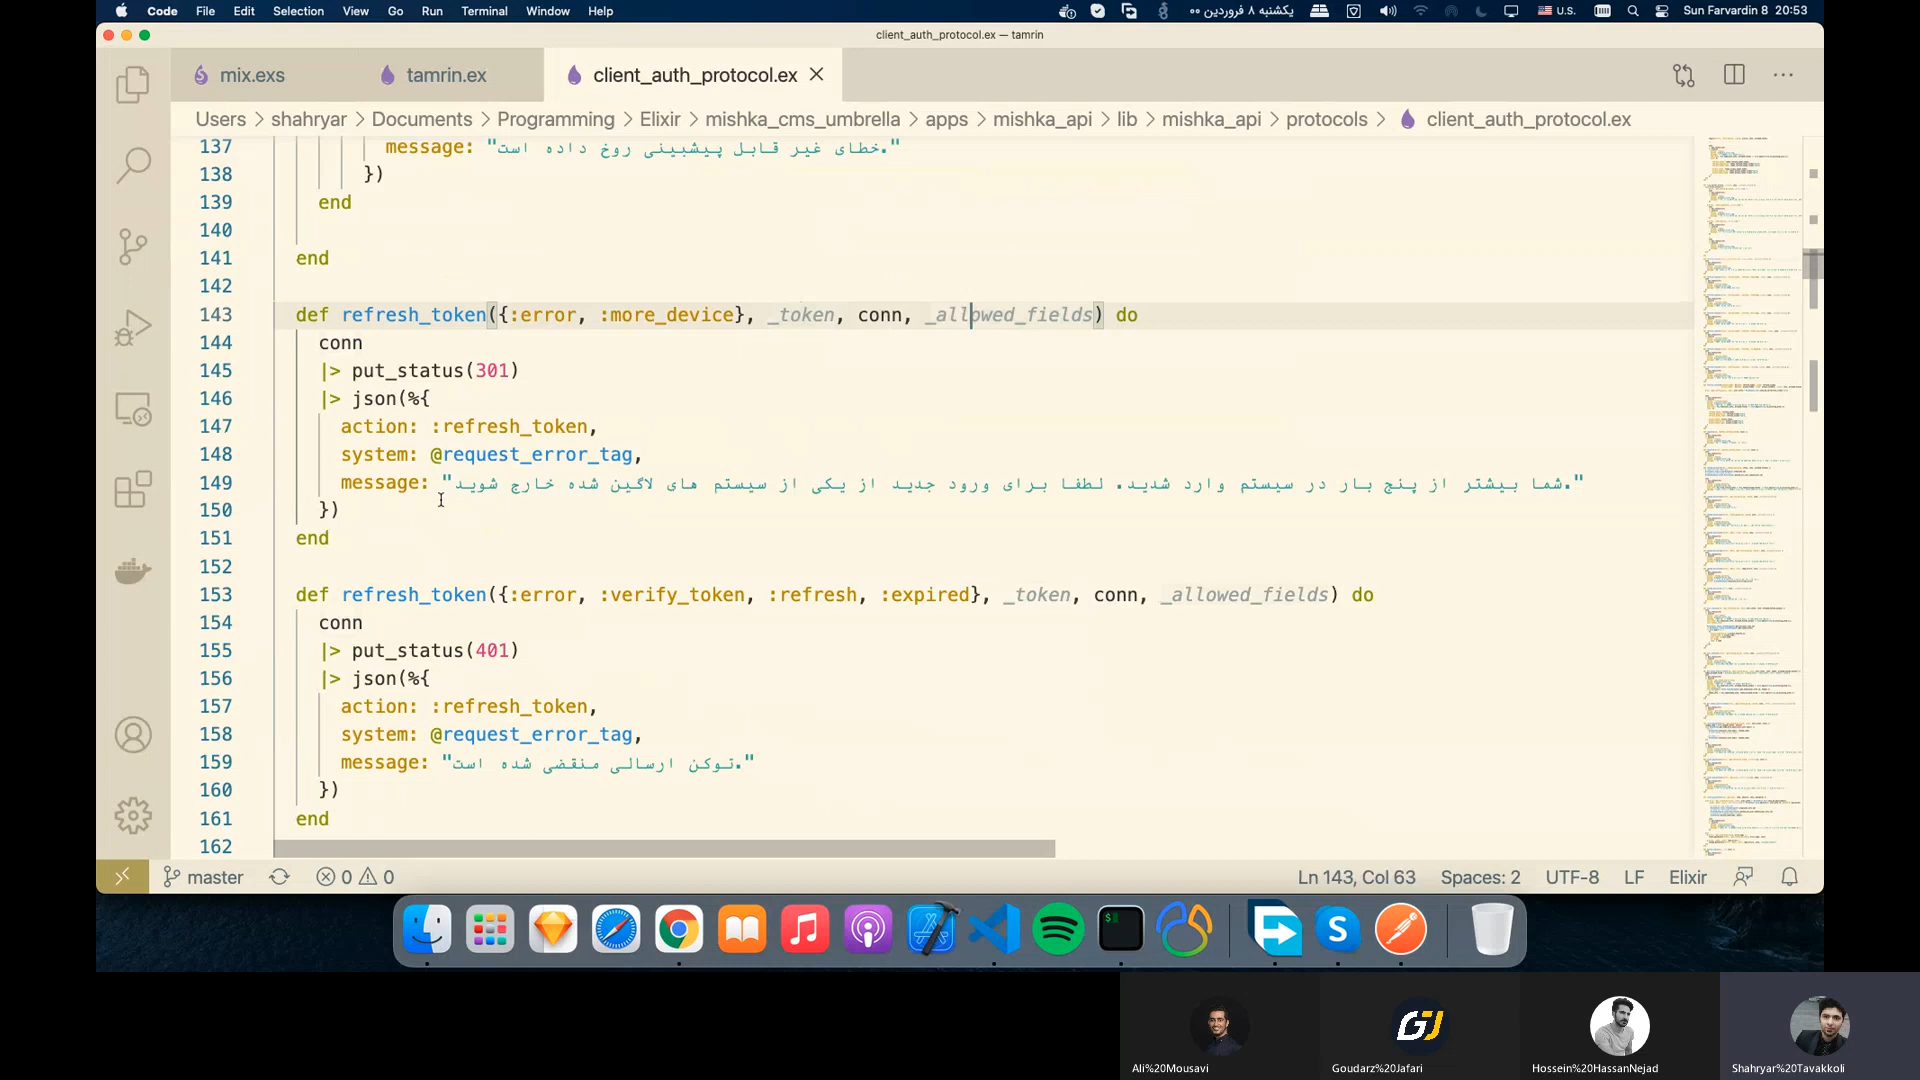 Code File Edit Selection View Go Run Terminal Window Help
یکشنبه ۸ فروردین ۰۰ U.S. Sun Farvardin 8 20:53
client_auth_protocol.ex — tamrin
mix.exs tamrin.ex client_auth_protocol.ex
Users > shahryar > Documents > Programming > Elixir > mishka_cms_umbrella > apps > mishka_api > lib > mishka_api > protocols > client_auth_protocol.ex
137 message: "خطای غیر قابل پیشبینی روخ داده است."
138 })
139 end
140
141 end
142
143 def refresh_token({:error, :more_device}, _token, conn, _allowed_fields) do
144 conn
145 |> put_status(301)
146 |> json(%{
147 action: :refresh_token,
148 system: @request_error_tag,
149 message: "شما بیشتر از پنج بار در سیستم وارد شدید. لطفا برای ورود جدید از یکی از سیستم های لاگین شده خارج شوید."
150 })
151 end
152
153 def refresh_token({:error, :verify_token, :refresh, :expired}, _token, conn, _allowed_fields) do
154 conn
155 |> put_status(401)
156 |> json(%{
157 action: :refresh_token,
158 system: @request_error_tag,
159 message: "توکن ارسالی منقضی شده است."
160 })
161 end
162
master 0 0 Ln 143, Col 63 Spaces: 2 UTF-8 LF Elixir
Ali%20Mousavi Goudarz%20Jafari Hossein%20HassanNejad Shahryar%20Tavakkoli